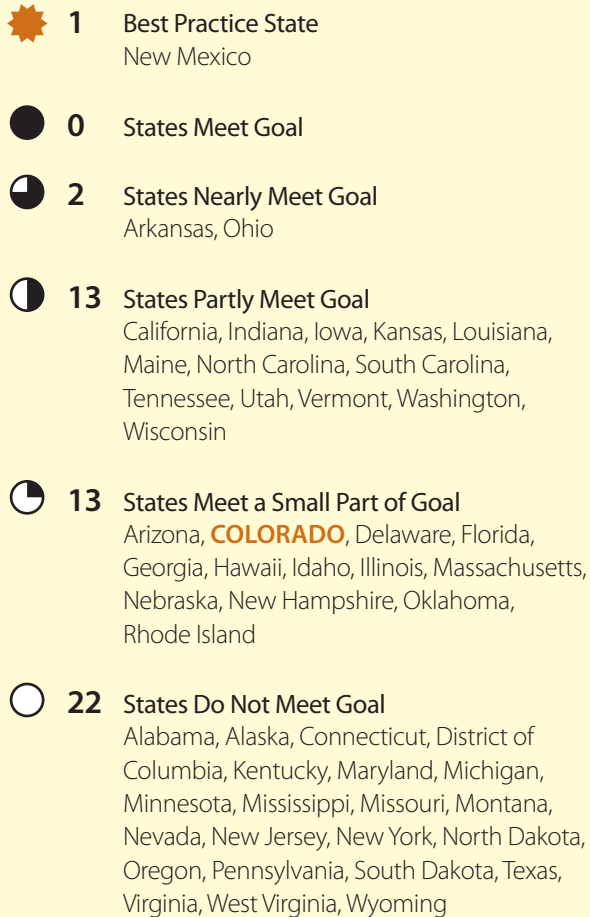 1 Best Practice State
New Mexico
0 States Meet Goal
2 States Nearly Meet Goal
Arkansas, Ohio
13 States Partly Meet Goal
California, Indiana, Iowa, Kansas, Louisiana,
Maine, North Carolina, South Carolina,
Tennessee, Utah, Vermont, Washington,
Wisconsin
13 States Meet a Small Part of Goal
Arizona, COLORADO, Delaware, Florida,
Georgia, Hawaii, Idaho, Illinois, Massachusetts,
Nebraska, New Hampshire, Oklahoma,
Rhode Island
22 States Do Not Meet Goal
Alabama, Alaska, Connecticut, District of
Columbia, Kentucky, Maryland, Michigan,
Minnesota, Mississippi, Missouri, Montana,
Nevada, New Jersey, New York, North Dakota,
Oregon, Pennsylvania, South Dakota, Texas,
Virginia, West Virginia, Wyoming